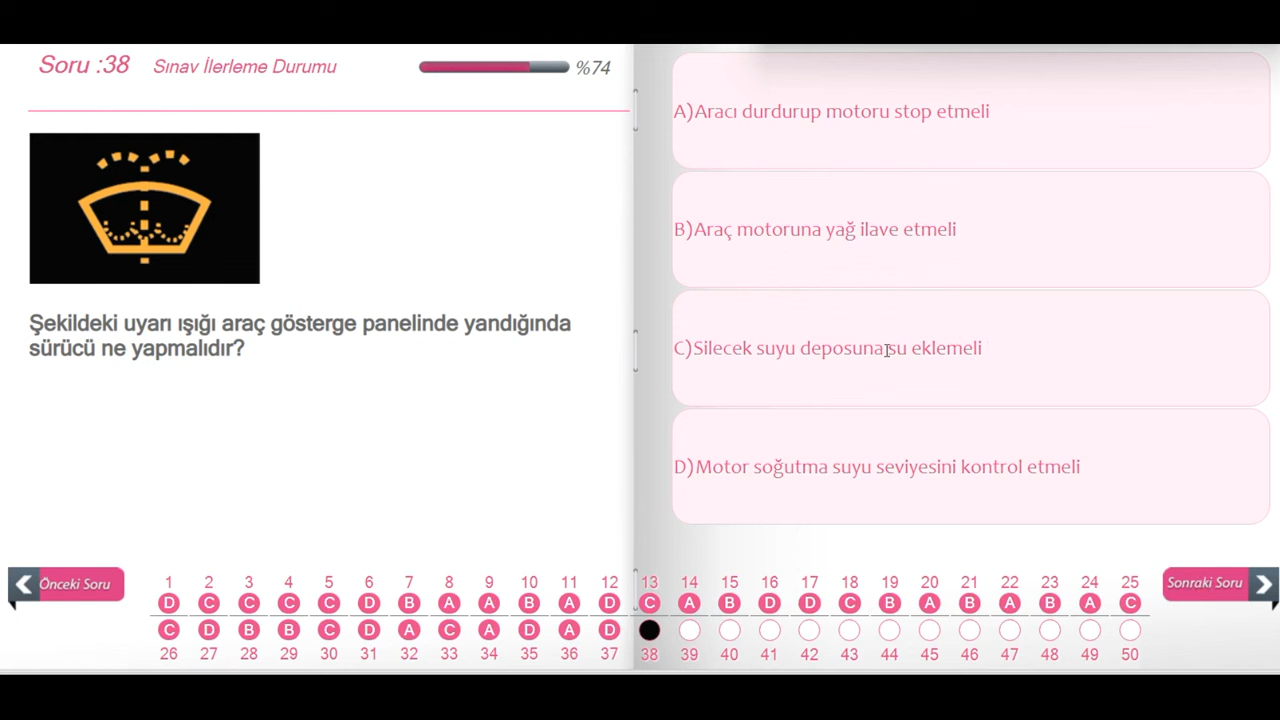 Soru :38 Sınav İlerleme Durumu %74
Şekildeki uyarı ışığı araç gösterge panelinde yandığında
sürücü ne yapmalıdır?
A)Aracı durdurup motoru stop etmeli
B)Araç motoruna yağ ilave etmeli
C)Silecek suyu deposuna su eklemeli
D)Motor soğutma suyu seviyesini kontrol etmeli
Önceki Soru
1 2 3 4 5 6 7 8 9 10 11 12 13 14 15 16 17 18 19 20 21 22 23 24 25
D C C C C D B A A B A D C A B D D C B A B A B A C
C D B B C D A C A D A D
26 27 28 29 30 31 32 33 34 35 36 37 38 39 40 41 42 43 44 45 46 47 48 49 50
Sonraki Soru